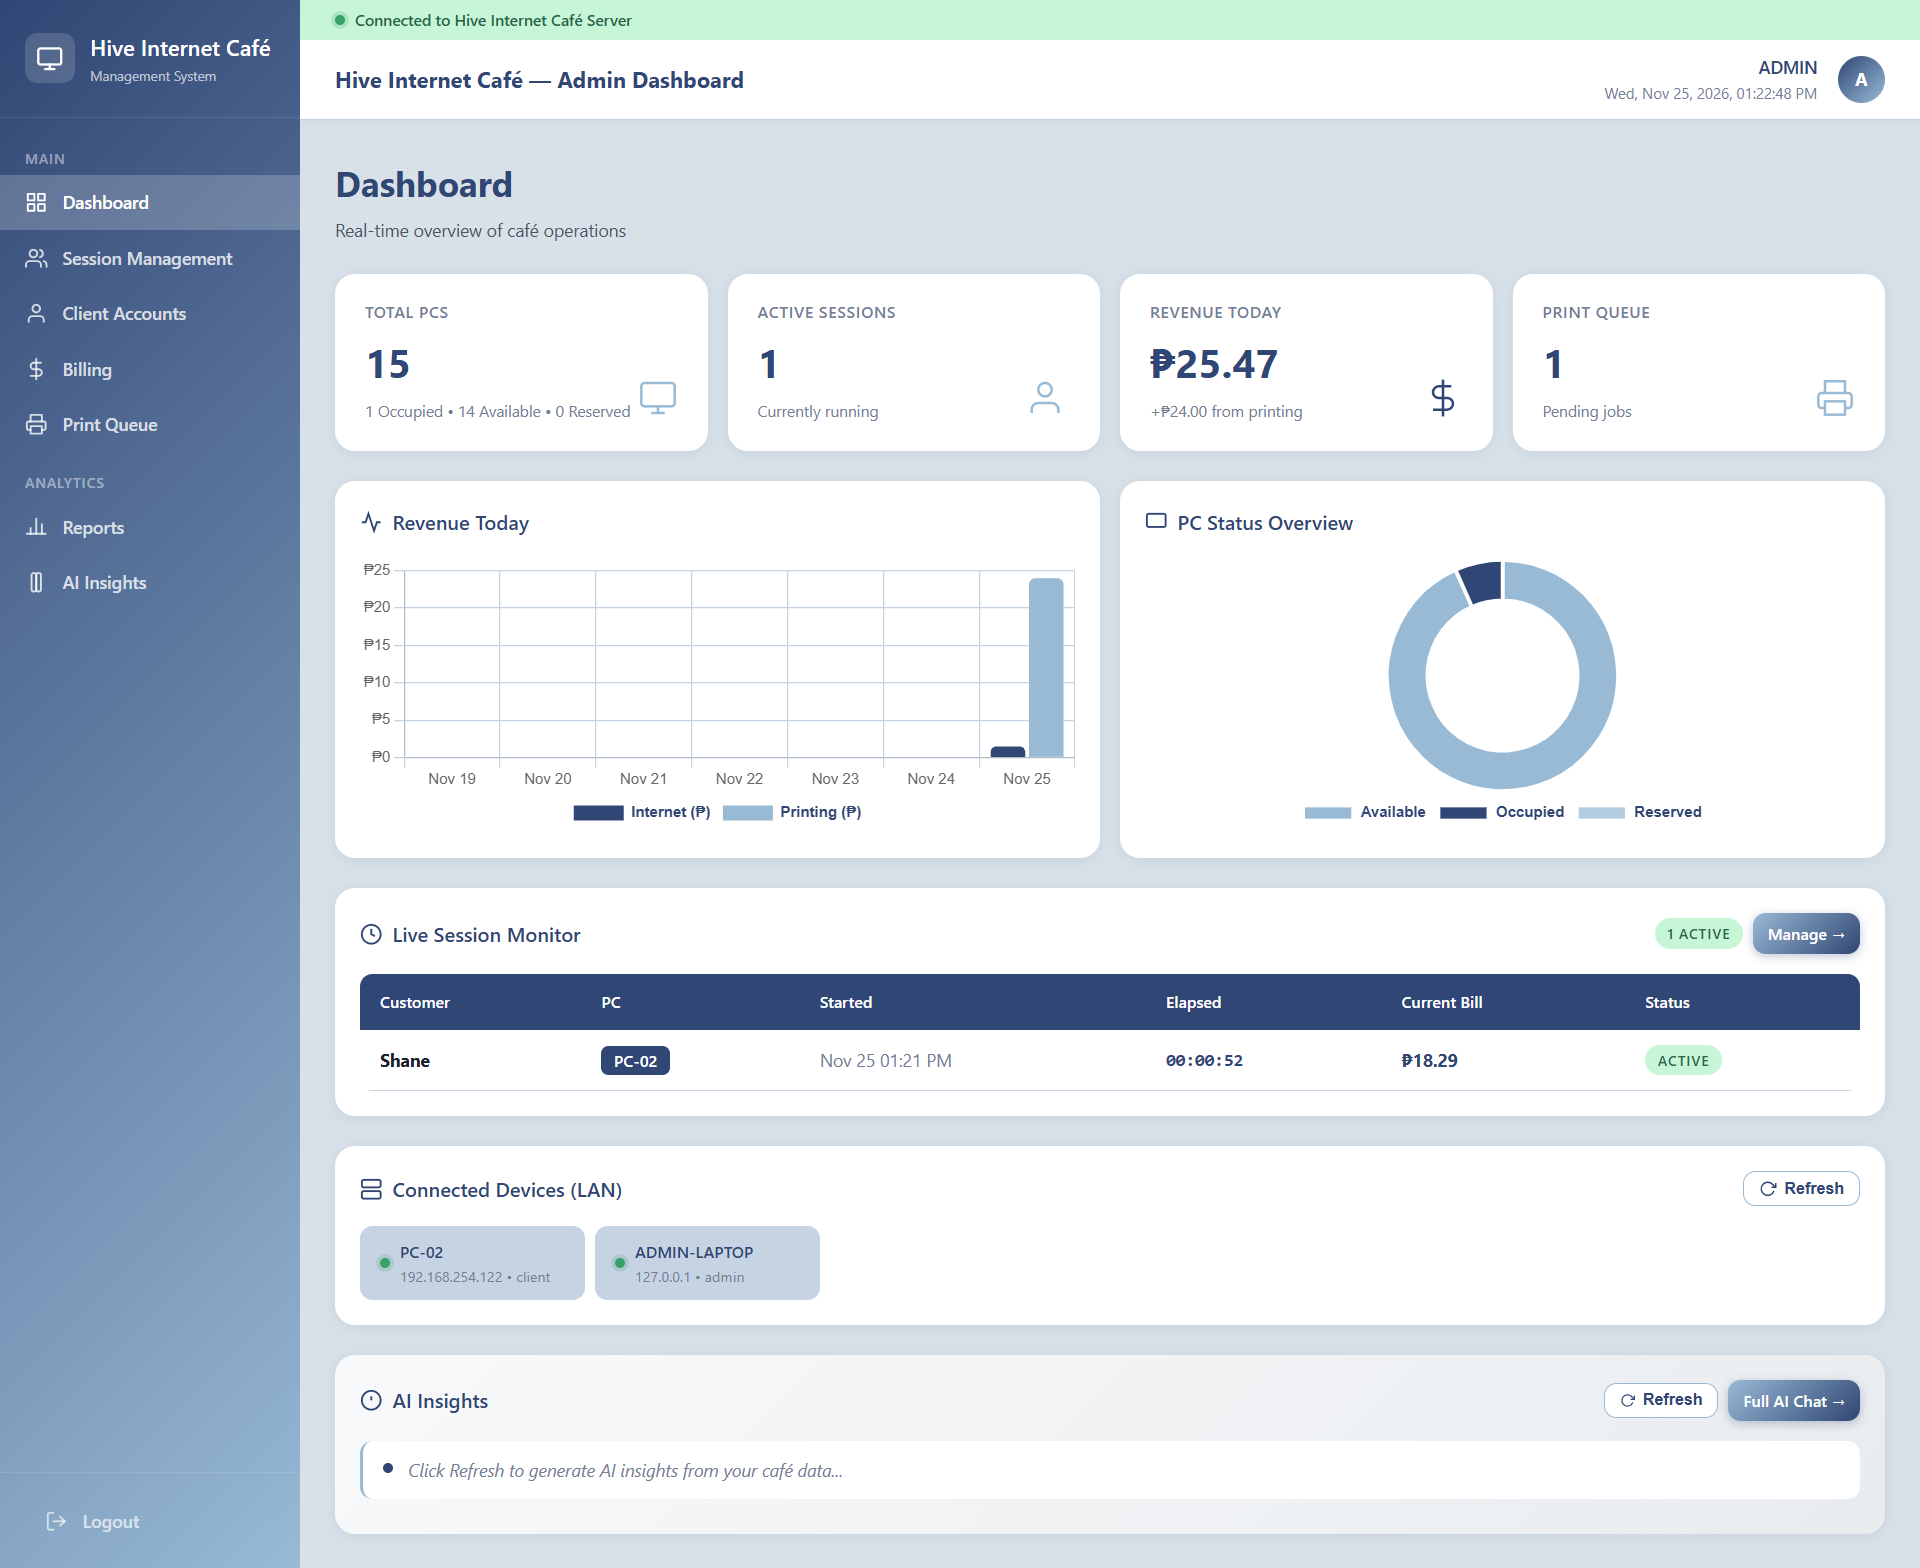 Hive Internet Café
Management System
MAIN
Dashboard
Session Management
Client Accounts
Billing
Print Queue
ANALYTICS
Reports
AI Insights
Logout
Connected to Hive Internet Café Server
Hive Internet Café — Admin Dashboard
ADMIN
Wed, Nov 25, 2026, 01:22:48 PM
A
Dashboard
Real-time overview of café operations
TOTAL PCS
15
1 Occupied • 14 Available • 0 Reserved
ACTIVE SESSIONS
1
Currently running
REVENUE TODAY
₱25.47
+₱24.00 from printing
PRINT QUEUE
1
Pending jobs
Revenue Today
₱25
₱20
₱15
₱10
₱5
₱0
Nov 19 Nov 20 Nov 21 Nov 22 Nov 23 Nov 24 Nov 25
Internet (₱) Printing (₱)
PC Status Overview
Available Occupied Reserved
Live Session Monitor
1 ACTIVE
Manage →
Customer PC Started Elapsed Current Bill Status
Shane PC-02 Nov 25 01:21 PM 00:00:52 ₱18.29 ACTIVE
Connected Devices (LAN)
Refresh
PC-02
192.168.254.122 • client
ADMIN-LAPTOP
127.0.0.1 • admin
AI Insights
Refresh
Full AI Chat →
Click Refresh to generate AI insights from your café data...